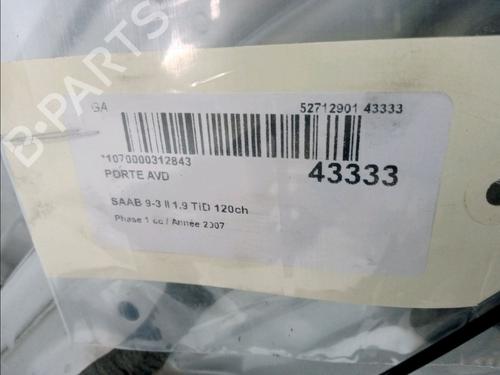 B-PARTS
GA
52712901 43333
*1070000312843
43333
PORTE AVD
SAABB 9-3 II 1.9 TiD 120ch
Phase 1 cc / Année 2007